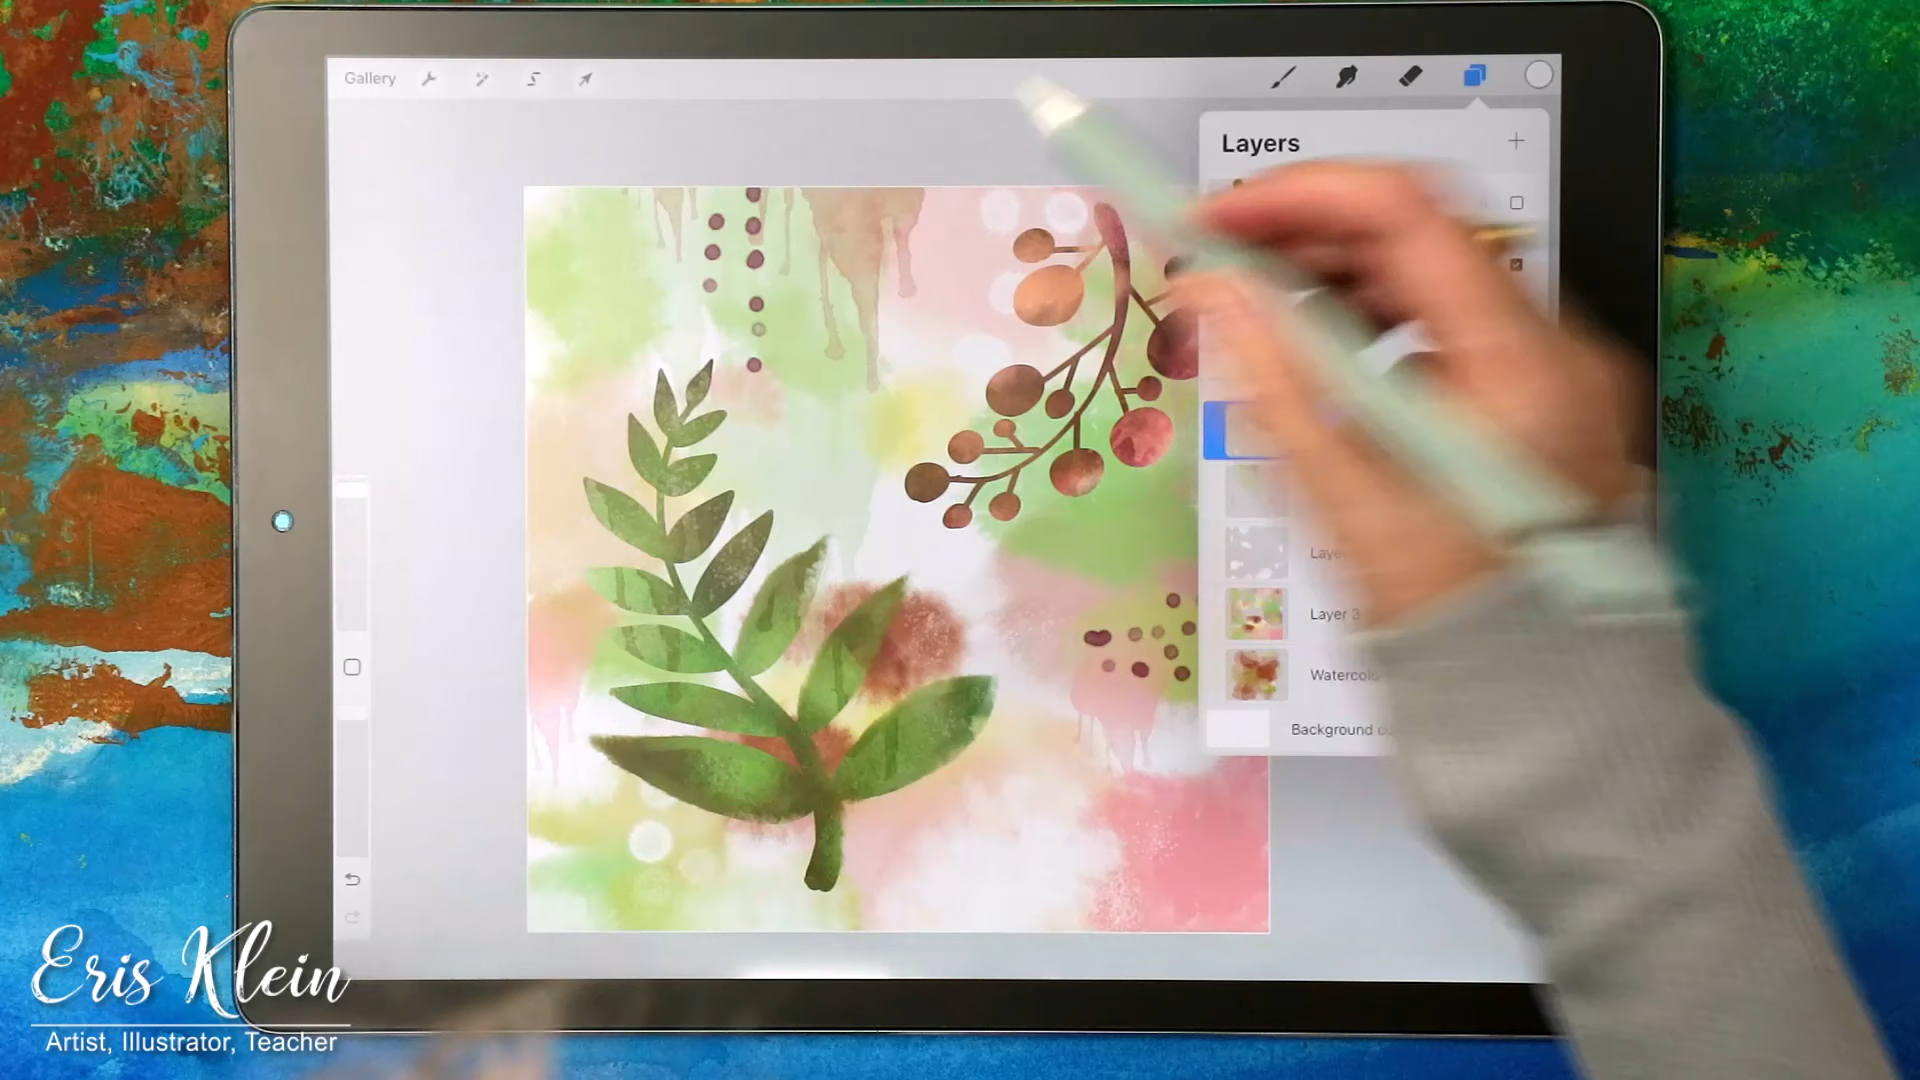 Gallery
Layers
Layer 3
Background
Eris Klein
Artist, Illustrator, Teacher